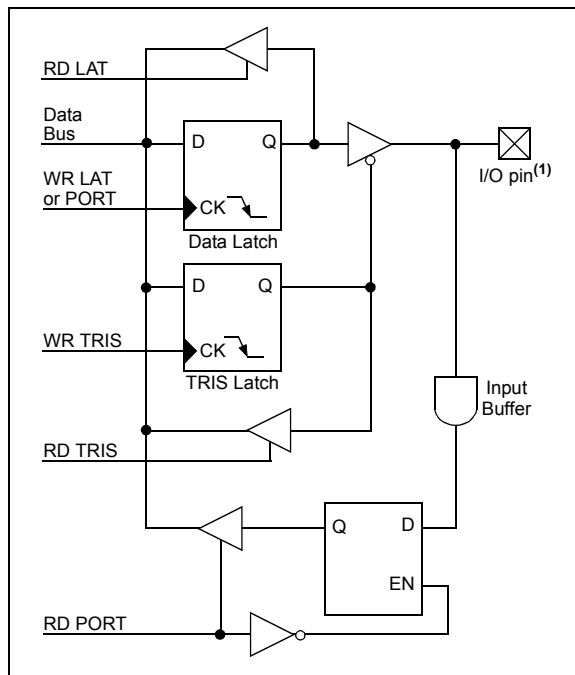 RD LAT
Data
Bus
D
Q
WR LAT
or PORT
CK
Data Latch
I/O pin(1)
D
Q
WR TRIS
CK
TRIS Latch
Input
Buffer
RD TRIS
Q
D
EN
RD PORT